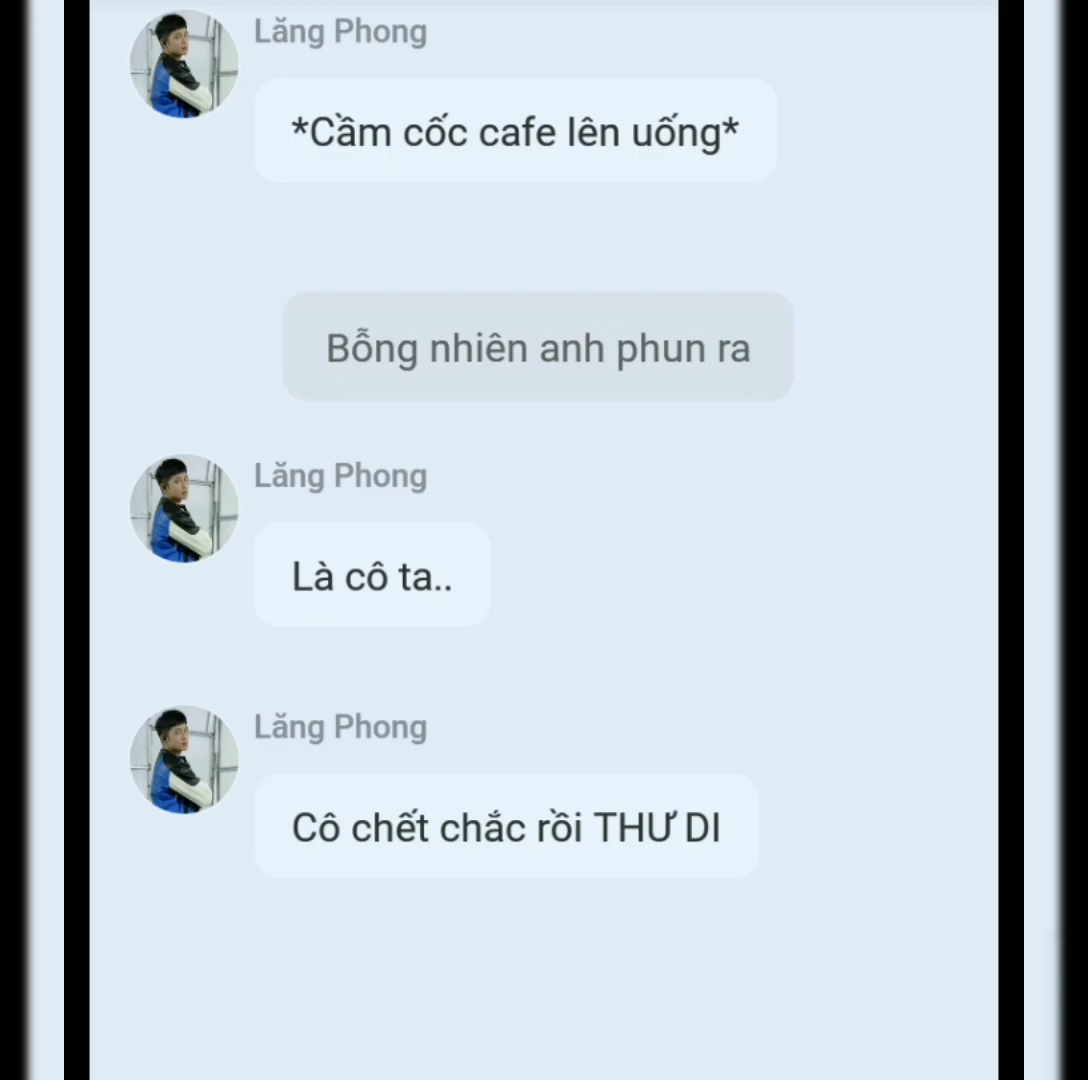 Lăng Phong
*Cầm cốc cafe lên uống*
Bỗng nhiên anh phun ra
Lăng Phong
Là cô ta..
Lăng Phong
Cô chết chắc rồi THƯ DI